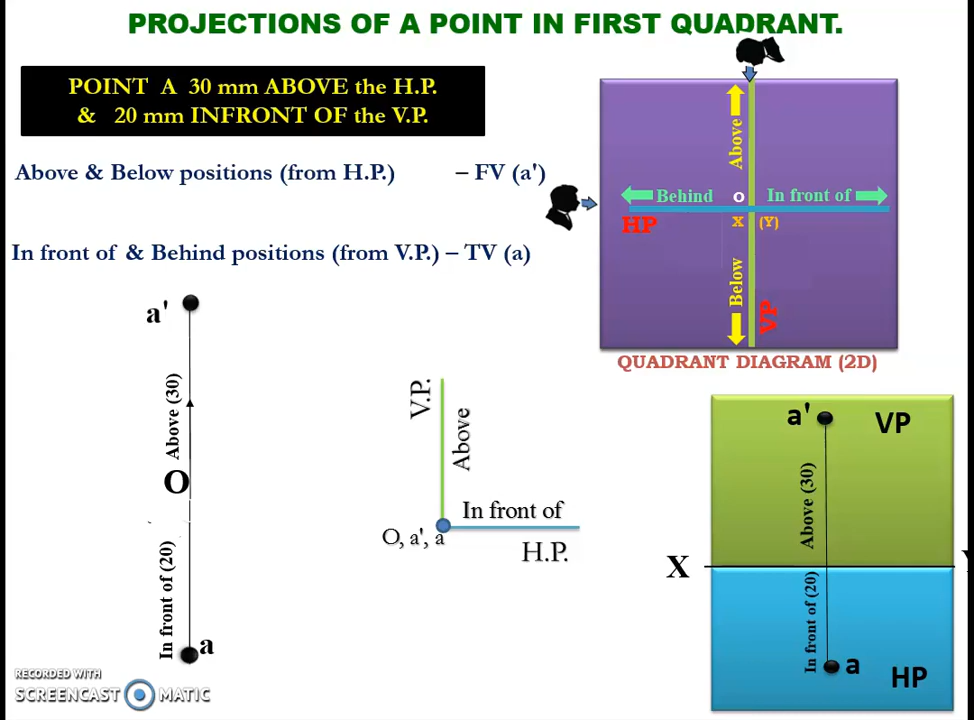 PROJECTIONS OF A POINT IN FIRST QUADRANT.
POINT A 30 mm ABOVE the H.P.
& 20 mm INFRONT OF the V.P.
Above & Below positions (from H.P.) – FV (a')
In front of & Behind positions (from V.P.) – TV (a)
Above
Behind
O
In front of
HP
X
(Y)
Below
VP
QUADRANT DIAGRAM (2D)
a'
Above (30)
O
In front of (20)
a
V.P.
Above
In front of
O, a', a
H.P.
a'
VP
Above (30)
X
In front of (20)
a
HP
RECORDED WITH
SCREENCAST MATIC